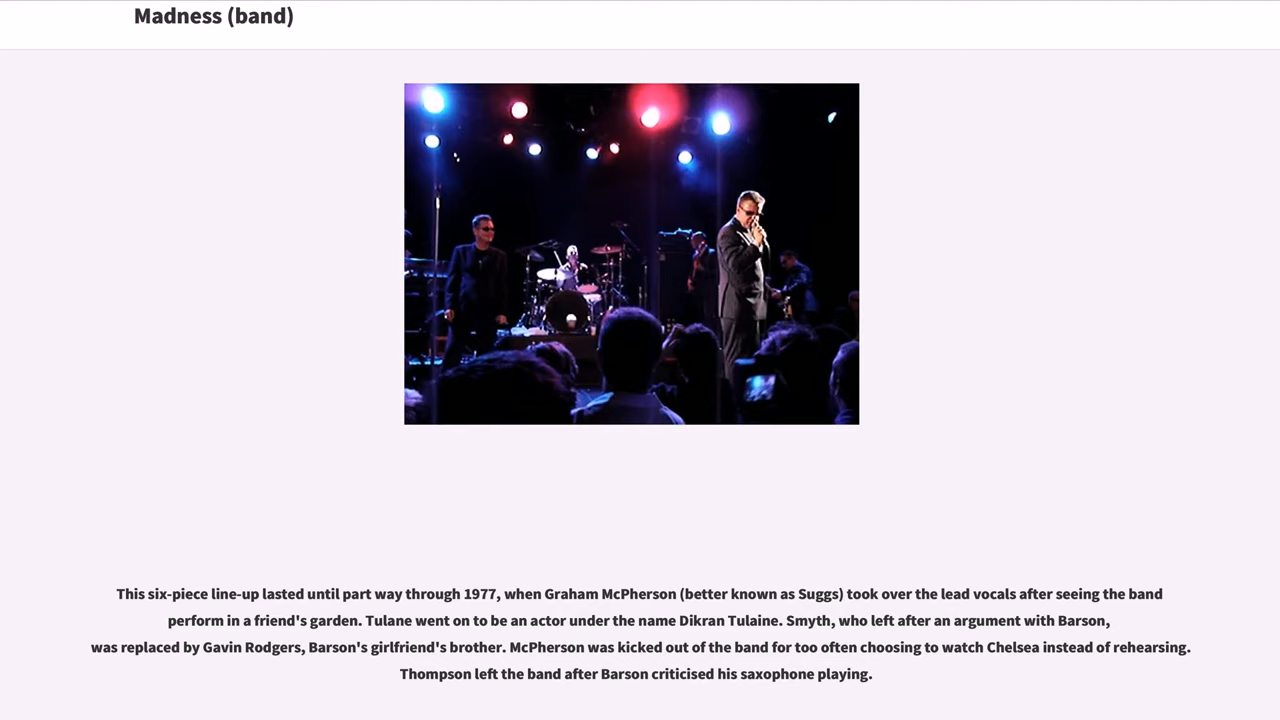 Madness (band)
This six-piece line-up lasted until part way through 1977, when Graham McPherson (better known as Suggs) took over the lead vocals after seeing the band
perform in a friend's garden. Tulane went on to be an actor under the name Dikran Tulaine. Smyth, who left after an argument with Barson,
was replaced by Gavin Rodgers, Barson's girlfriend's brother. McPherson was kicked out of the band for too often choosing to watch Chelsea instead of rehearsing.
Thompson left the band after Barson criticised his saxophone playing.